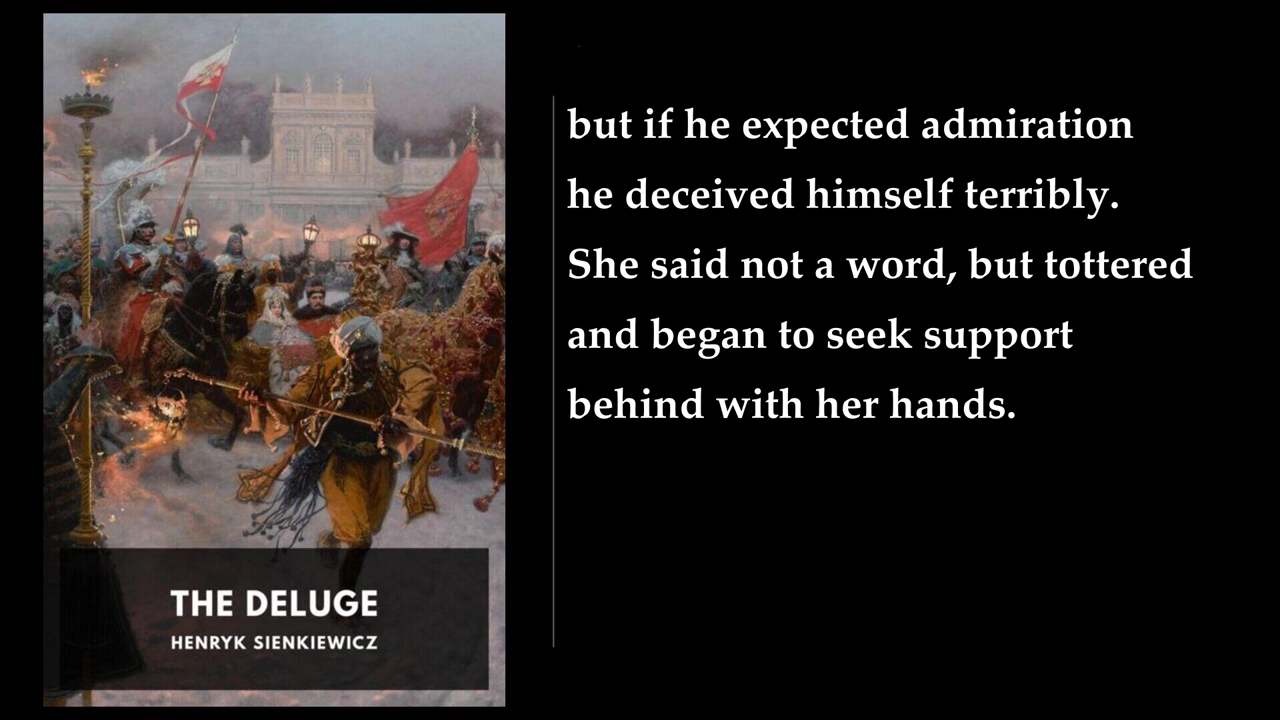 but if he expected admiration
he deceived himself terribly.
She said not a word, but tottered
and began to seek support
behind with her hands.
THE DELUGE
HENRYK SIENKIEWICZ